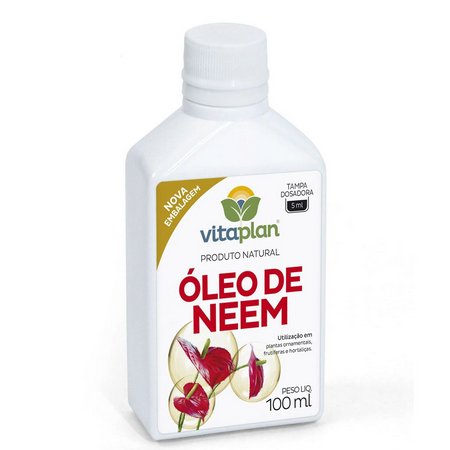 NOVA
EMBALAGEM
TAMPA
DOSADORA
5 ml
vitaplan®
PRODUTO NATURAL
ÓLEO DE
NEEM
Utilização em
plantas ornamentais,
frutíferas e hortaliças.
PESO LIQ.
100 ml